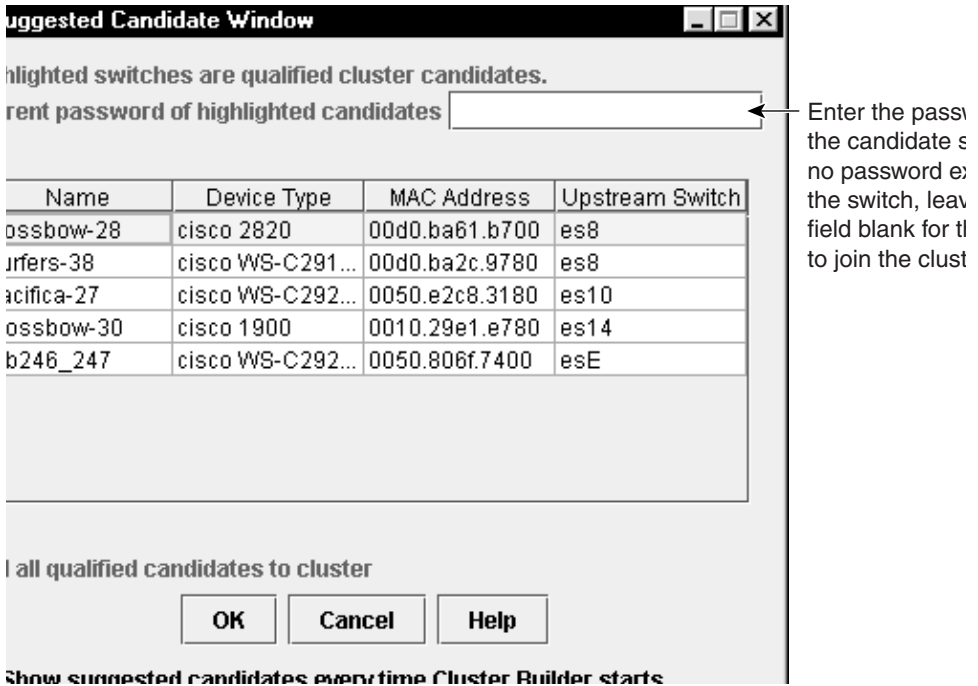 uggested Candidate Window
hlighted switches are qualified cluster candidates.
rent password of highlighted candidates
Enter the passw
the candidate s
no password ex
the switch, leav
field blank for th
to join the clust
Name Device Type MAC Address Upstream Switch
ossbow-28 cisco 2820 00d0.ba61.b700 es8
urfers-38 cisco WS-C291... 00d0.ba2c.9780 es8
acifica-27 cisco WS-C292... 0050.e2c8.3180 es10
ossbow-30 cisco 1900 0010.29e1.e780 es14
b246_247 cisco WS-C292... 0050.806f.7400 esE
all qualified candidates to cluster
OK Cancel Help
Show suggested candidates every time Cluster Builder starts